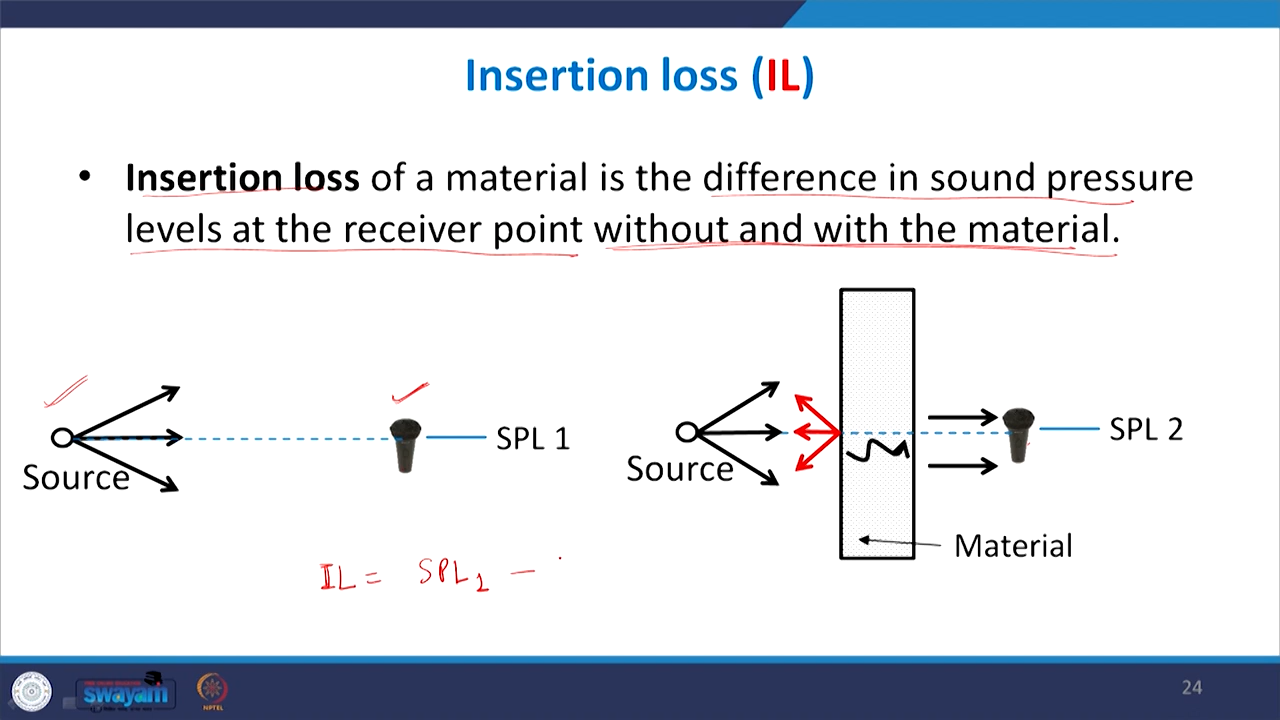 Insertion loss (IL)
• Insertion loss of a material is the difference in sound pressure
levels at the receiver point without and with the material.
SPL 1
Source
SPL 2
Source
Material
IL = SPL1 –
24
swayam
NPTEL